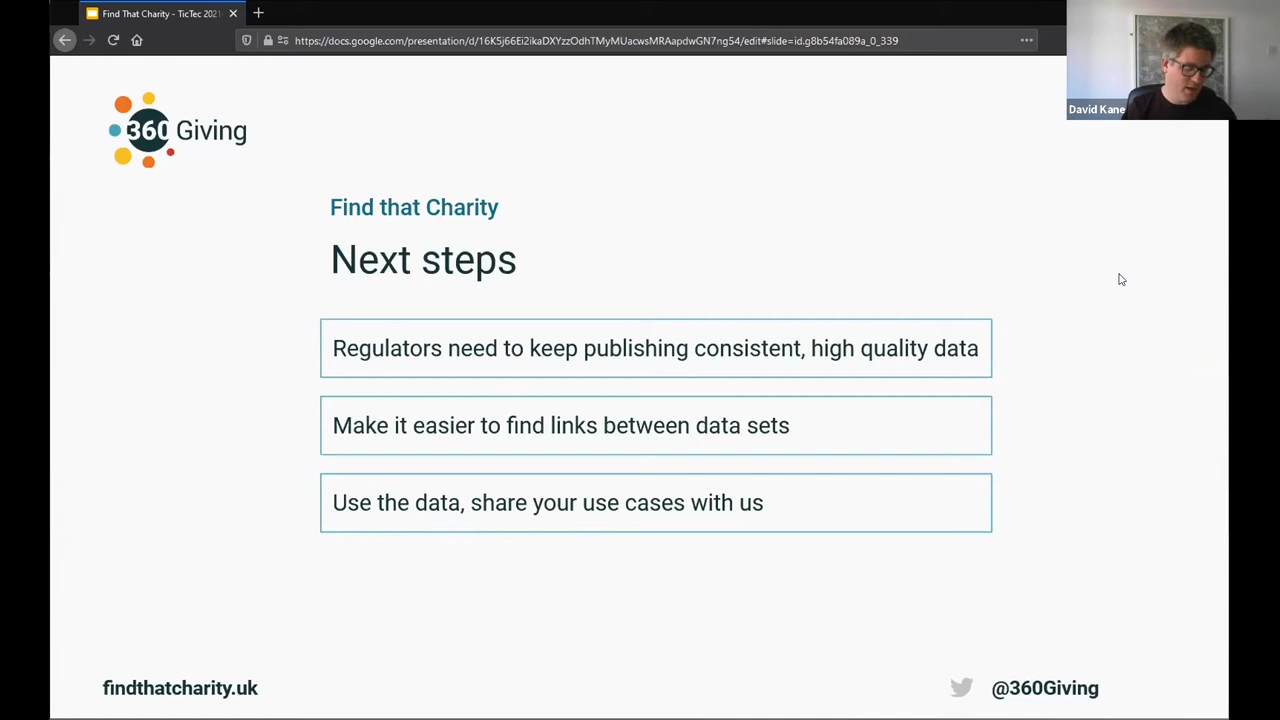 Find That Charity - TicTec 2021
https://docs.google.com/presentation/d/16K5j66Ei2ikaDXYzzOdhTMyMUacwsMRAapdwGN7ng54/edit#slide=id.g8b54fa089a_0_339
David Kane
360 Giving
Find that Charity
Next steps
Regulators need to keep publishing consistent, high quality data
Make it easier to find links between data sets
Use the data, share your use cases with us
findthatcharity.uk
@360Giving